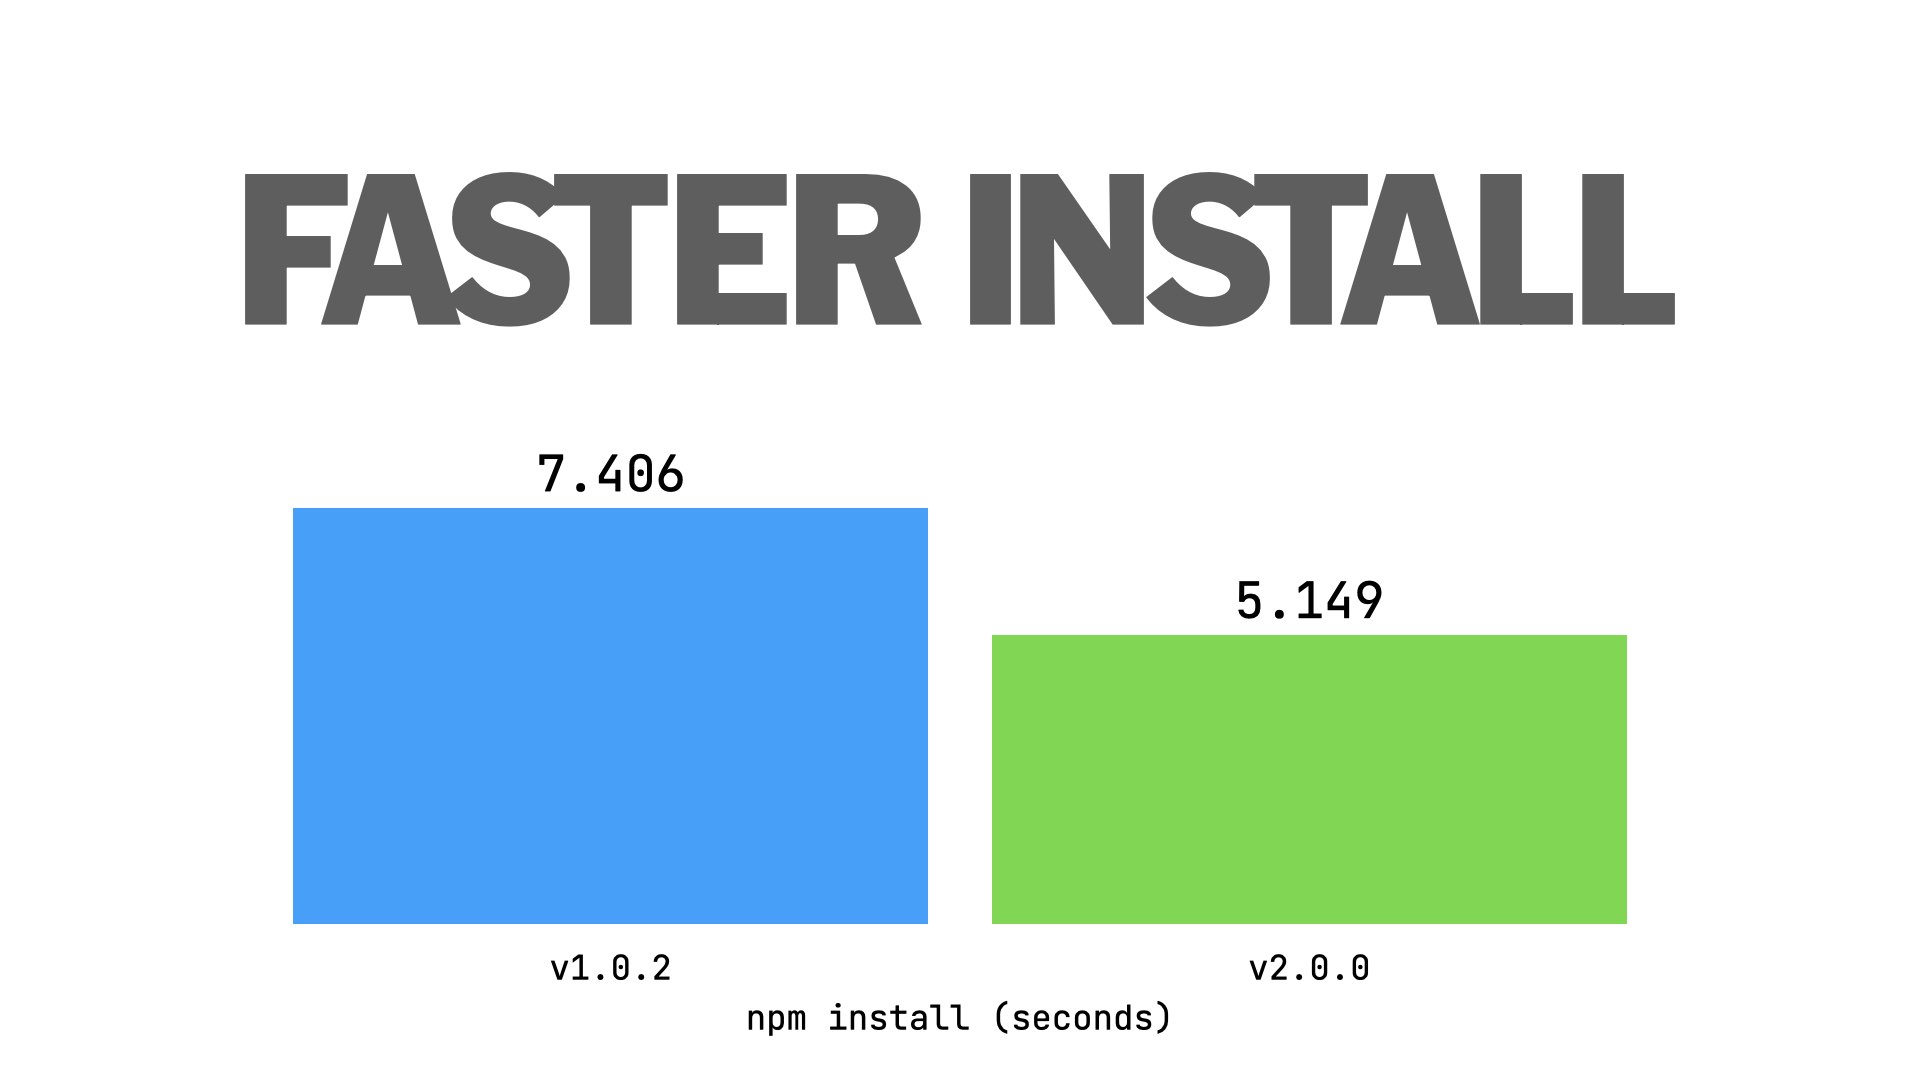 FASTER INSTALL
7.406
5.149
v1.0.2
v2.0.0
npm install (seconds)